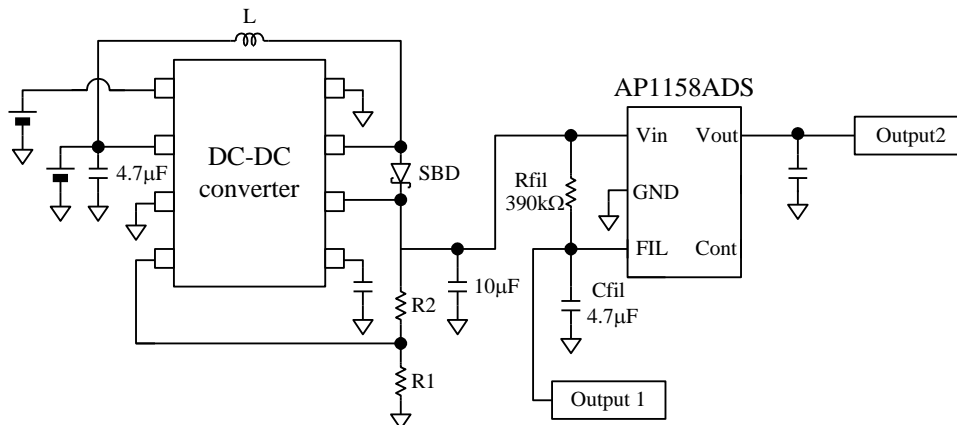 L
AP1158ADS
DC-DC
converter
4.7μF
SBD
Vin
Vout
Output2
Rfil
390kΩ
GND
FIL
Cont
10μF
R2
Cfil
4.7μF
R1
Output 1